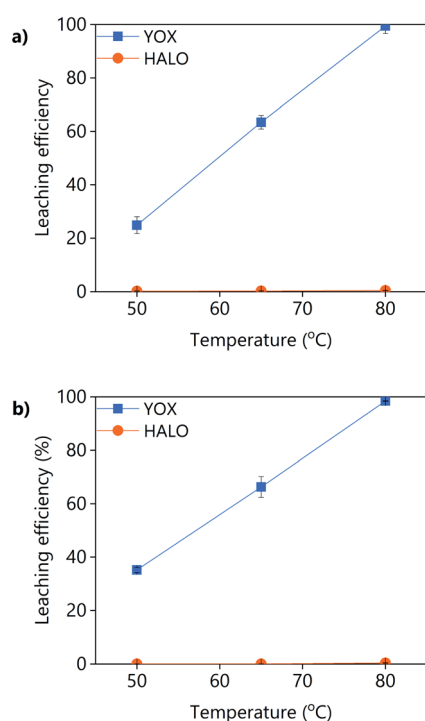 a)
100
80
60
40
20
0
Leaching efficiency
YOX
HALO
50
60
70
80
Temperature (°C)
b)
100
80
60
40
20
0
Leaching efficiency (%)
YOX
HALO
50
60
70
80
Temperature (°C)